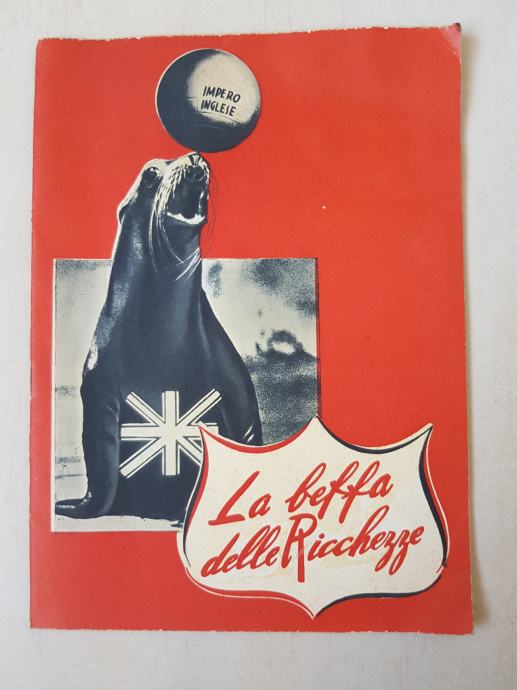 IMPERO
INGLESE
La beffa
delle Ricchezze